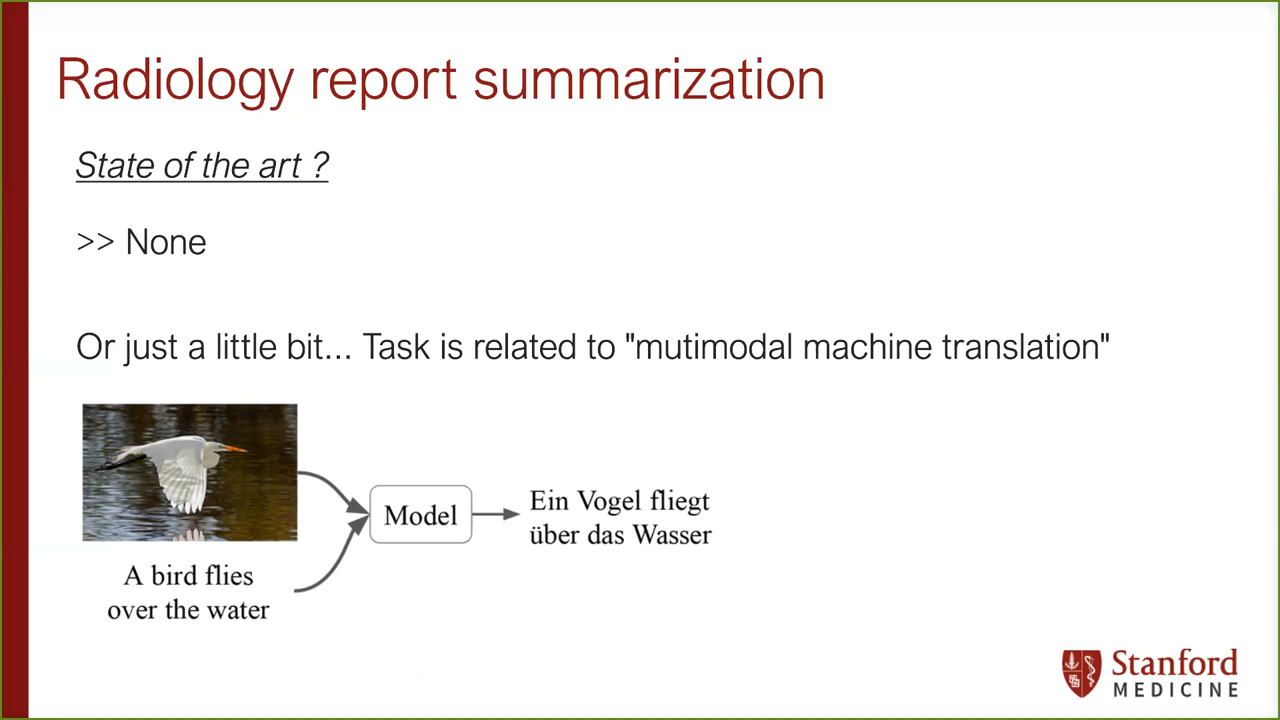 Radiology report summarization
State of the art ?
>> None
Or just a little bit... Task is related to "mutimodal machine translation"
A bird flies
over the water
Model
Ein Vogel fliegt
über das Wasser
Stanford
MEDICINE